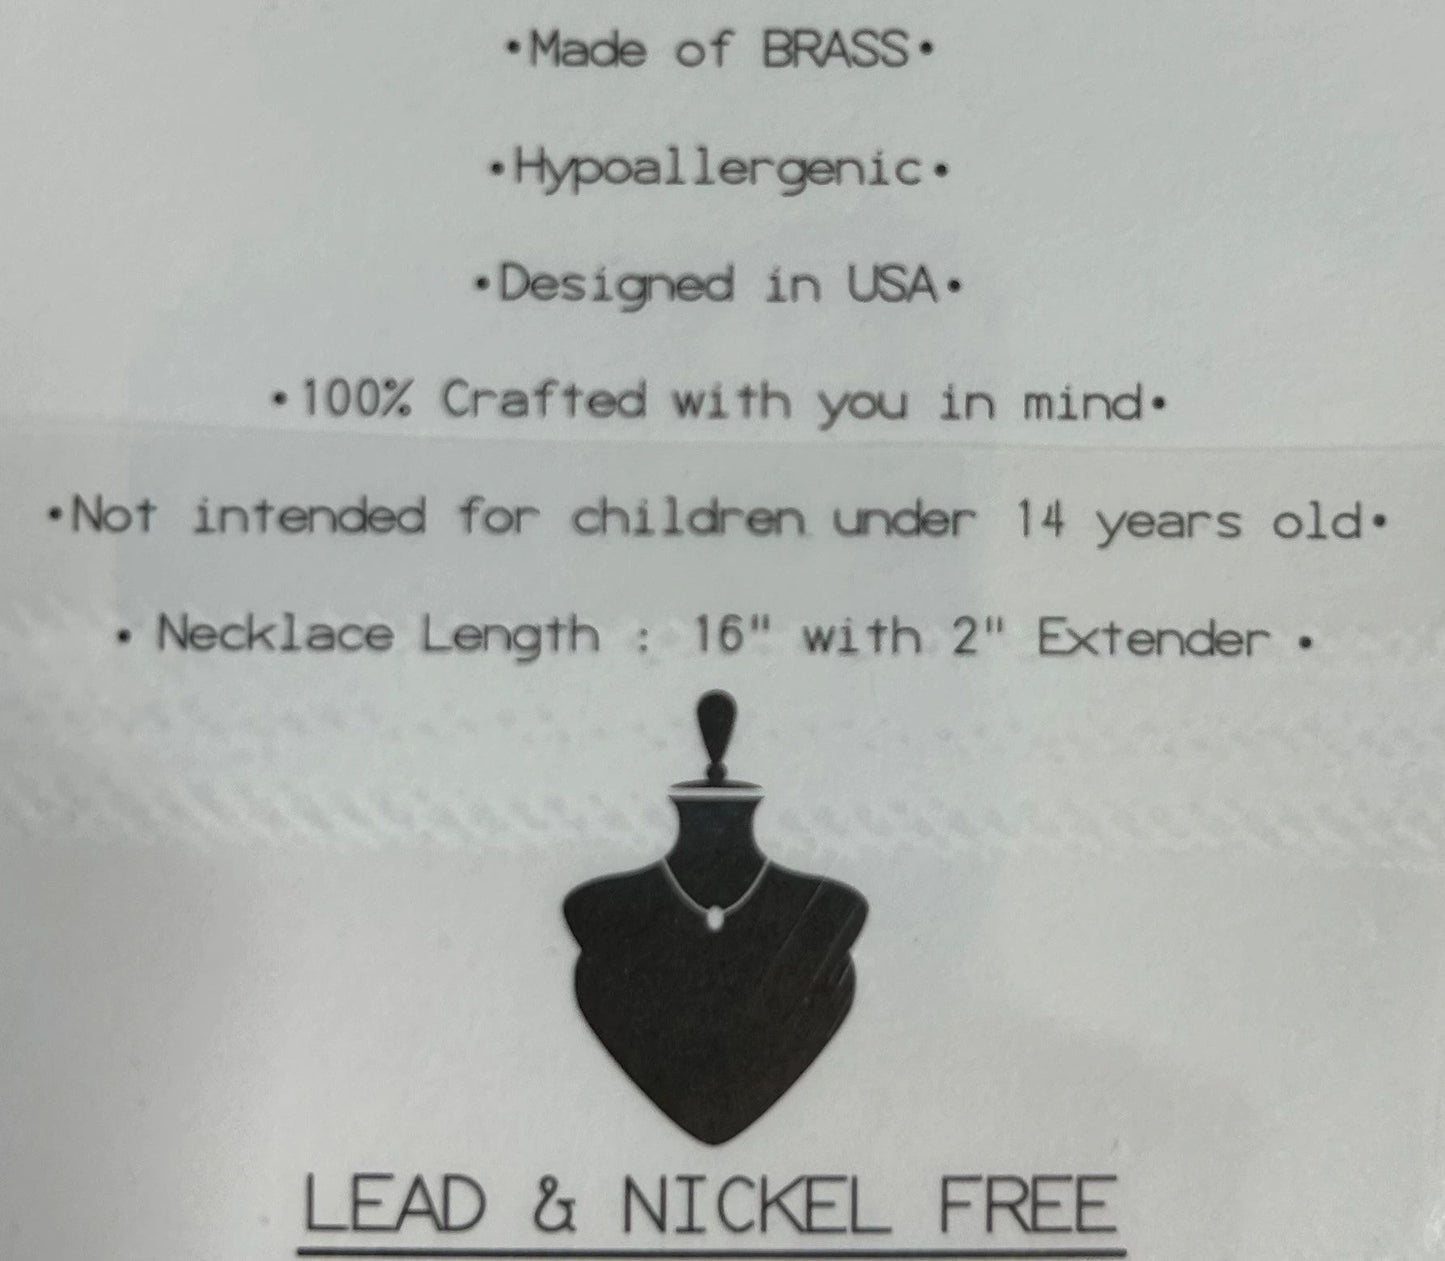 •Made of BRASS•
•Hypoallergenic•
•Designed in USA•
•100% Crafted with you in mind•
•Not intended for children under 14 years old•
• Necklace Length : 16" with 2" Extender •
LEAD & NICKEL FREE